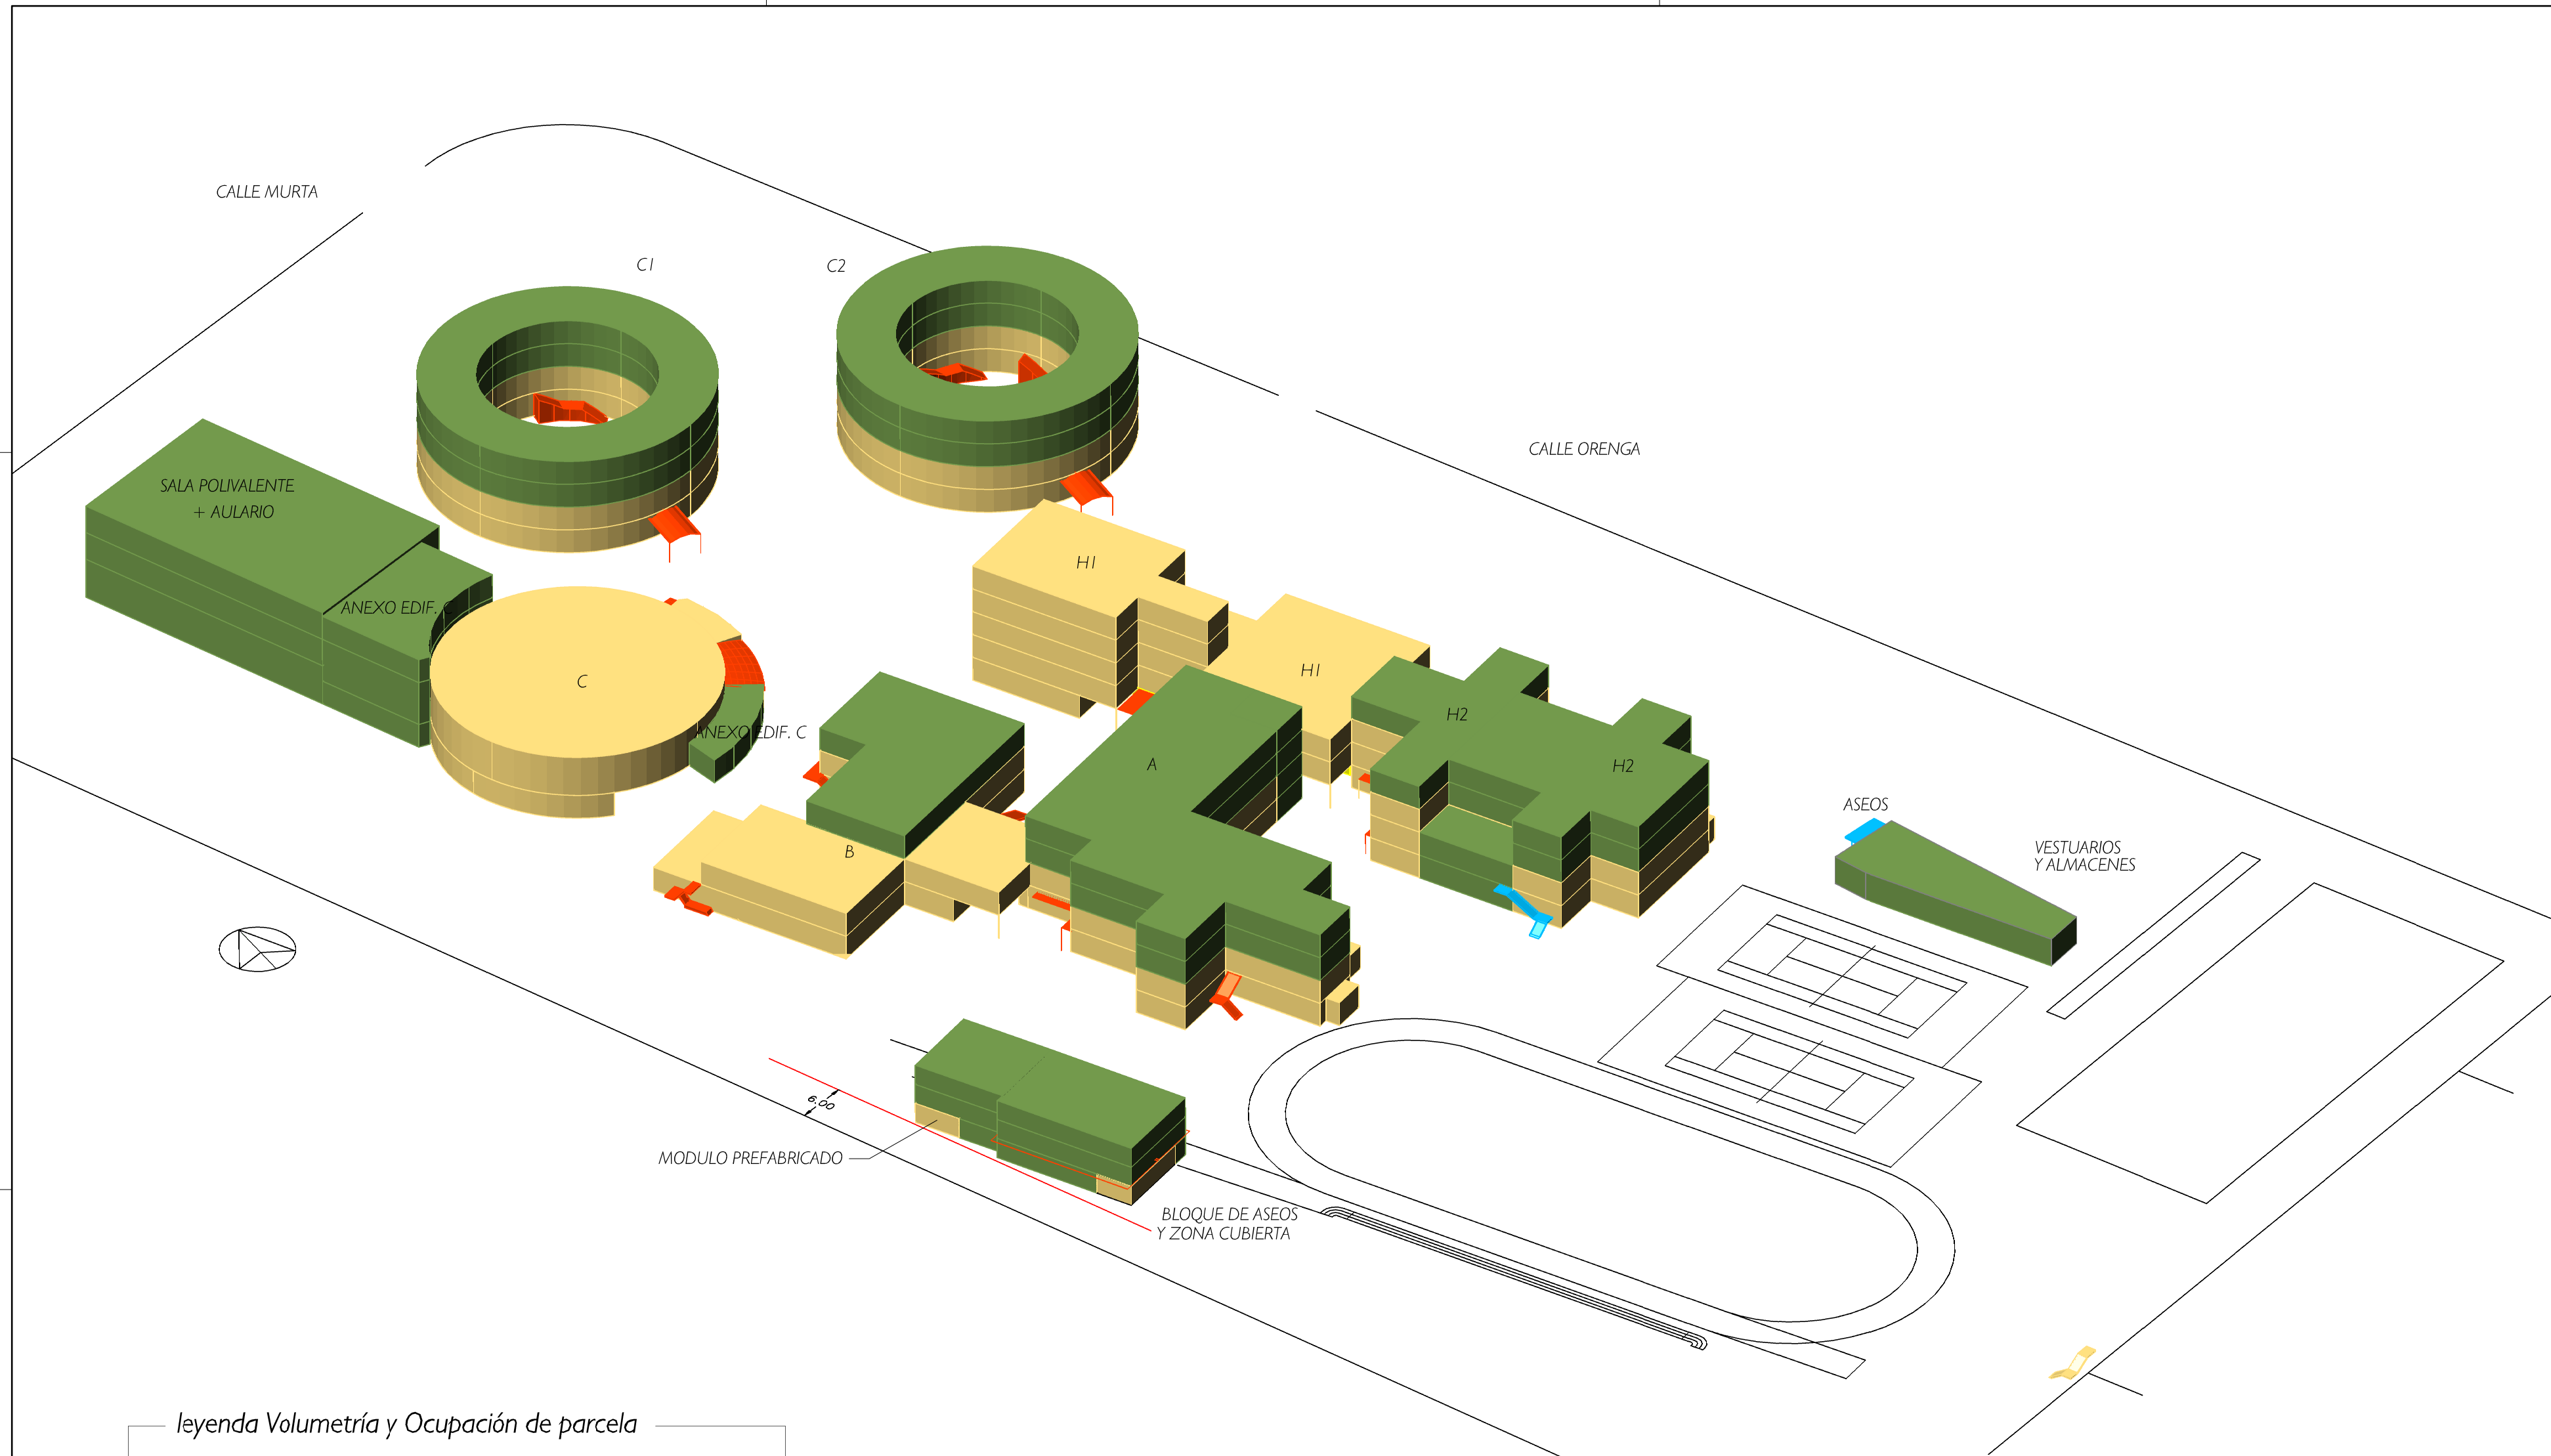 CALLE MURTA
C1
C2
CALLE ORENGA
SALA POLIVALENTE
+ AULARIO
H1
ANEXO EDIF. C
H1
C
H2
ANEXO EDIF. C
A
H2
ASEOS
B
VESTUARIOS
Y ALMACENES
6.00
MODULO PREFABRICADO
BLOQUE DE ASEOS
Y ZONA CUBIERTA
leyenda Volumetría y Ocupación de parcela